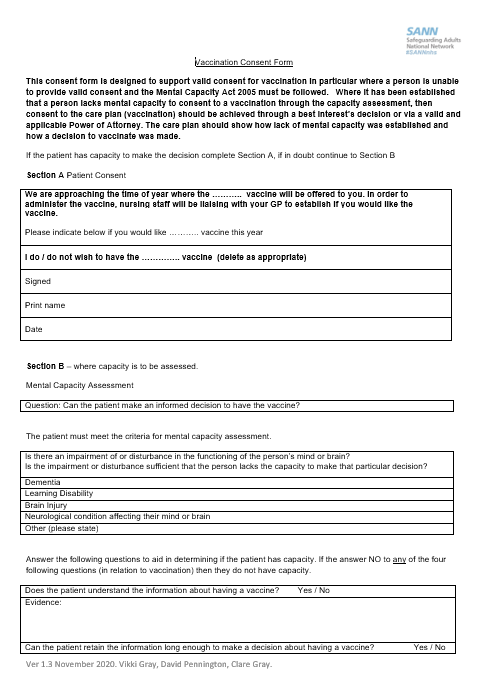 SANN
Safeguarding Adults
National Network
#SANNnhs
Vaccination Consent Form
This consent form is designed to support valid consent for vaccination in particular where a person is unable
to provide valid consent and the Mental Capacity Act 2005 must be followed. Where it has been established
that a person lacks mental capacity to consent to a vaccination through the capacity assessment, then
consent to the care plan (vaccination) should be achieved through a best interest's decision or via a valid and
applicable Power of Attorney. The care plan should show how lack of mental capacity was established and
how a decision to vaccinate was made.
If the patient has capacity to make the decision complete Section A, if in doubt continue to Section B
Section A Patient Consent
We are approaching the time of year where the ……….. vaccine will be offered to you. In order to
administer the vaccine, nursing staff will be liaising with your GP to establish if you would like the
vaccine.
Please indicate below if you would like ……….. vaccine this year
I do / do not wish to have the ………….. vaccine (delete as appropriate)
Signed
Print name
Date
Section B – where capacity is to be assessed.
Mental Capacity Assessment
Question: Can the patient make an informed decision to have the vaccine?
The patient must meet the criteria for mental capacity assessment.
Is there an impairment of or disturbance in the functioning of the person's mind or brain?
Is the impairment or disturbance sufficient that the person lacks the capacity to make that particular decision?
Dementia
Learning Disability
Brain Injury
Neurological condition affecting their mind or brain
Other (please state)
Answer the following questions to aid in determining if the patient has capacity. If the answer NO to any of the four
following questions (in relation to vaccination) then they do not have capacity.
Does the patient understand the information about having a vaccine? Yes / No
Evidence:
Can the patient retain the information long enough to make a decision about having a vaccine? Yes / No
Ver 1.3 November 2020. Vikki Gray, David Pennington, Clare Gray.